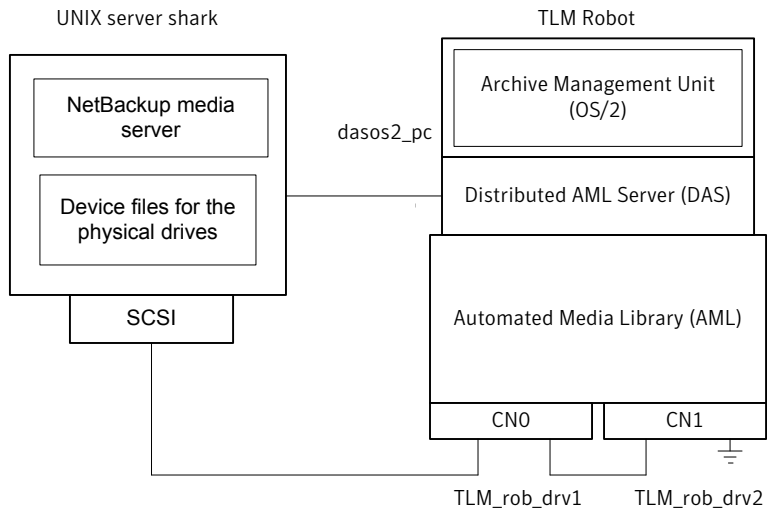 UNIX server shark
TLM Robot
NetBackup media
server
Device files for the
physical drives
SCSI
dasos2_pc
Archive Management Unit
(OS/2)
Distributed AML Server (DAS)
Automated Media Library (AML)
CN0
CN1
TLM_rob_drv1
TLM_rob_drv2